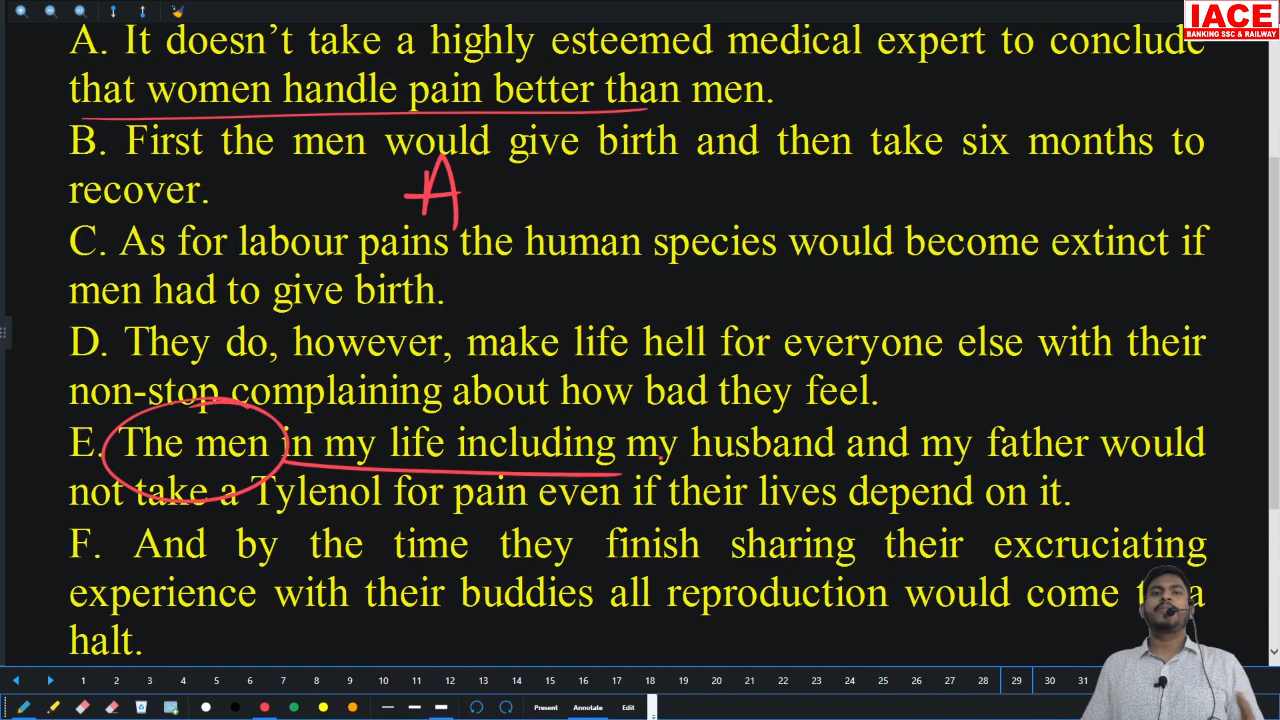 IACE
BANKING SSC & RAILWAY
A. It doesn’t take a highly esteemed medical expert to conclude
that women handle pain better than men.
B. First the men would give birth and then take six months to
recover.
A
C. As for labour pains the human species would become extinct if
men had to give birth.
D. They do, however, make life hell for everyone else with their
non-stop complaining about how bad they feel.
E. The men in my life including my husband and my father would
not take a Tylenol for pain even if their lives depend on it.
F. And by the time they finish sharing their excruciating
experience with their buddies all reproduction would come a
halt.
1 2 3 4 5 6 7 8 9 10 11 12 13 14 15 16 17 18 19 20 21 22 23 24 25 26 27 28 29 30 31
Present Annotate Edit